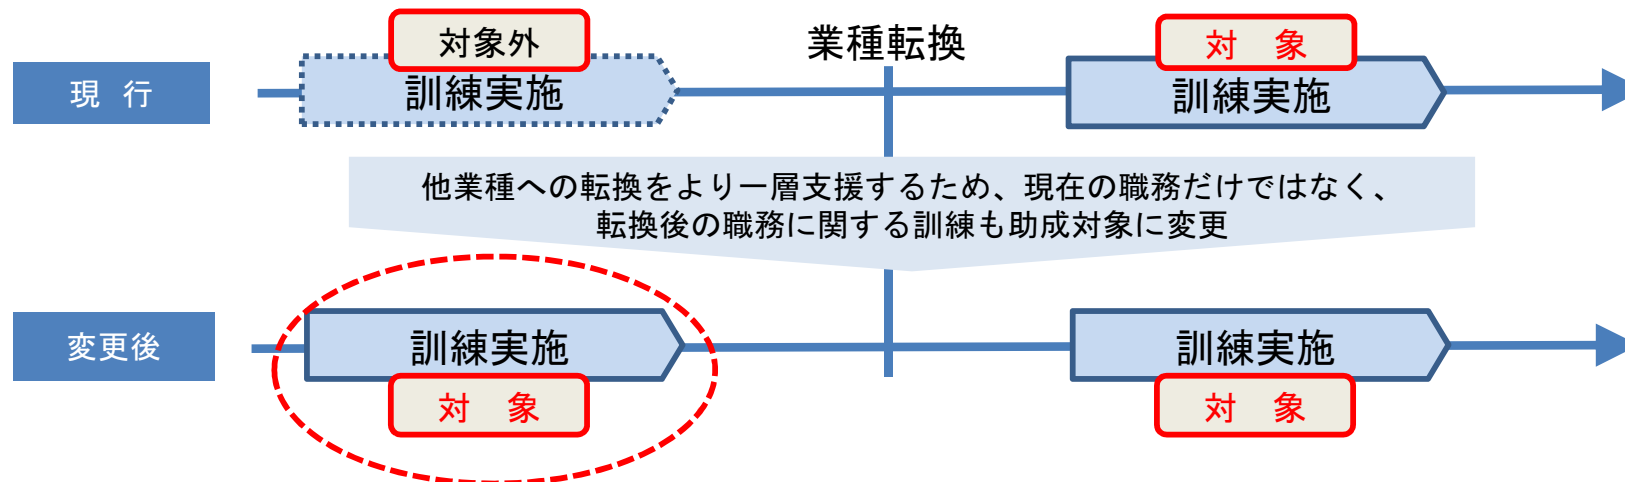 対象外
業種転換
対　象
現　行
訓練実施
訓練実施
他業種への転換をより一層支援するため、現在の職務だけではなく、
転換後の職務に関する訓練も助成対象に変更
変更後
訓練実施
訓練実施
対　象
対　象